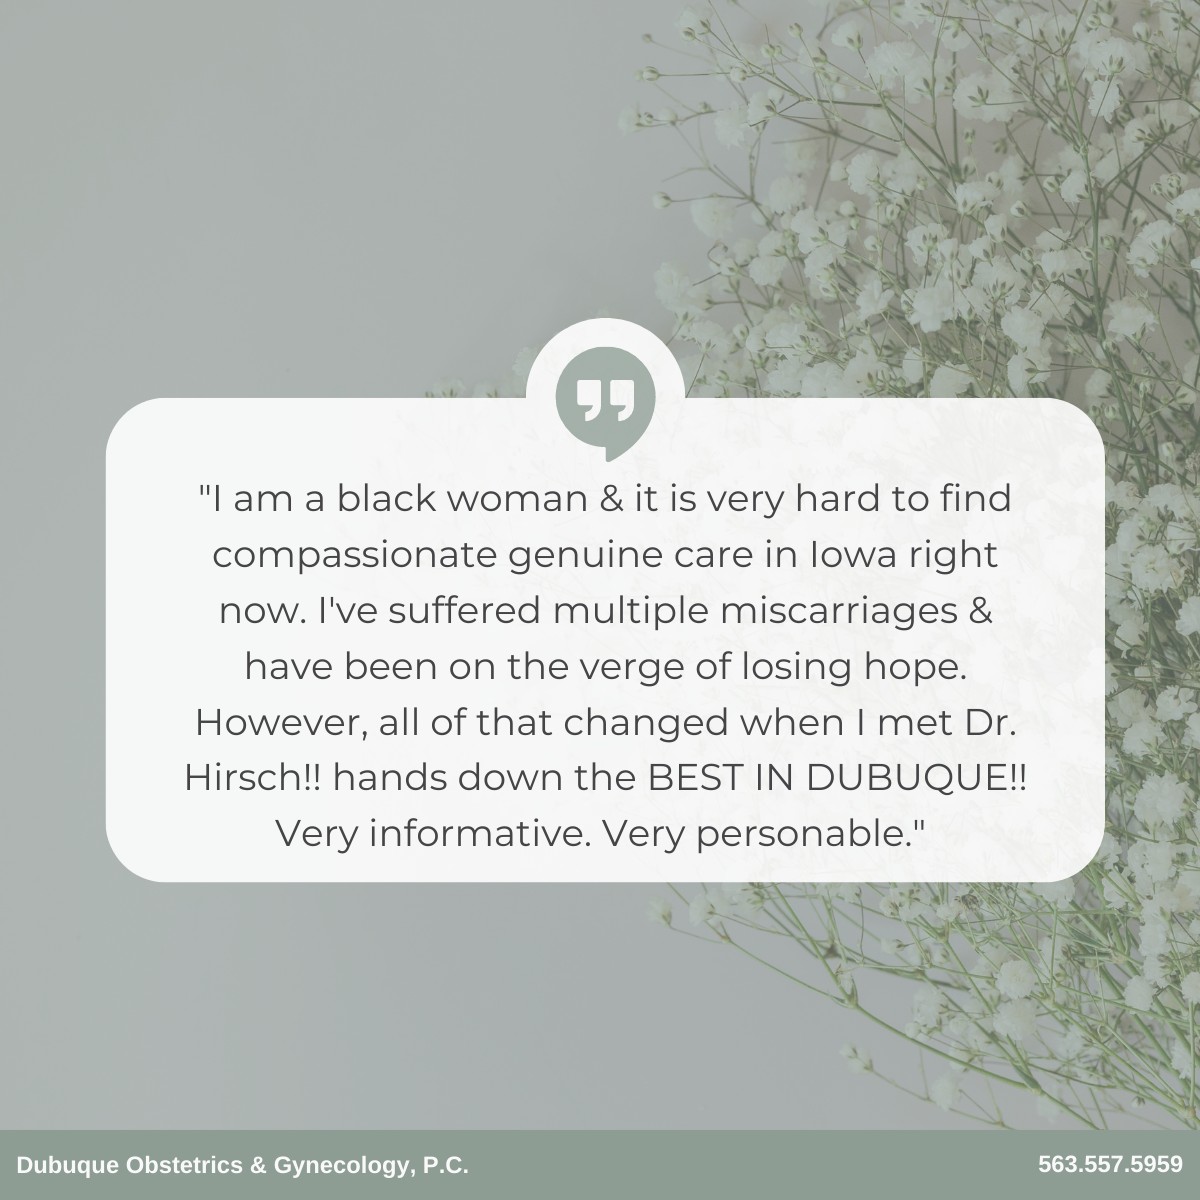 "I am a black woman & it is very hard to find
compassionate genuine care in Iowa right
now. I've suffered multiple miscarriages &
have been on the verge of losing hope.
However, all of that changed when I met Dr.
Hirsch!! hands down the BEST IN DUBUQUE!!
Very informative. Very personable."
Dubuque Obstetrics & Gynecology, P.C.
563.557.5959